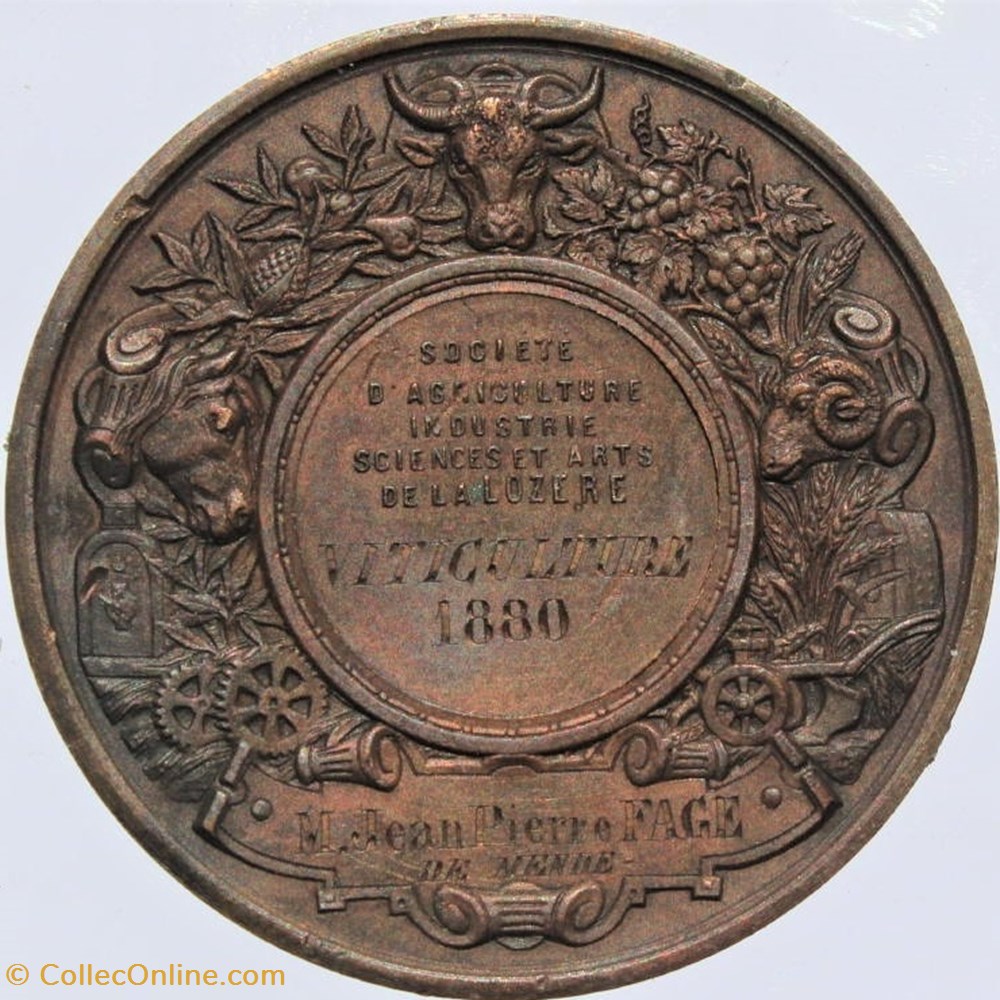 SOCIETE
D'AGRICULTURE
INDUSTRIE
SCIENCES ET ARTS
DE LA LOZERE
VITICULTURE
1880
M. Jean Pierre FAGE
DE MENDE
© CollecOnline.com